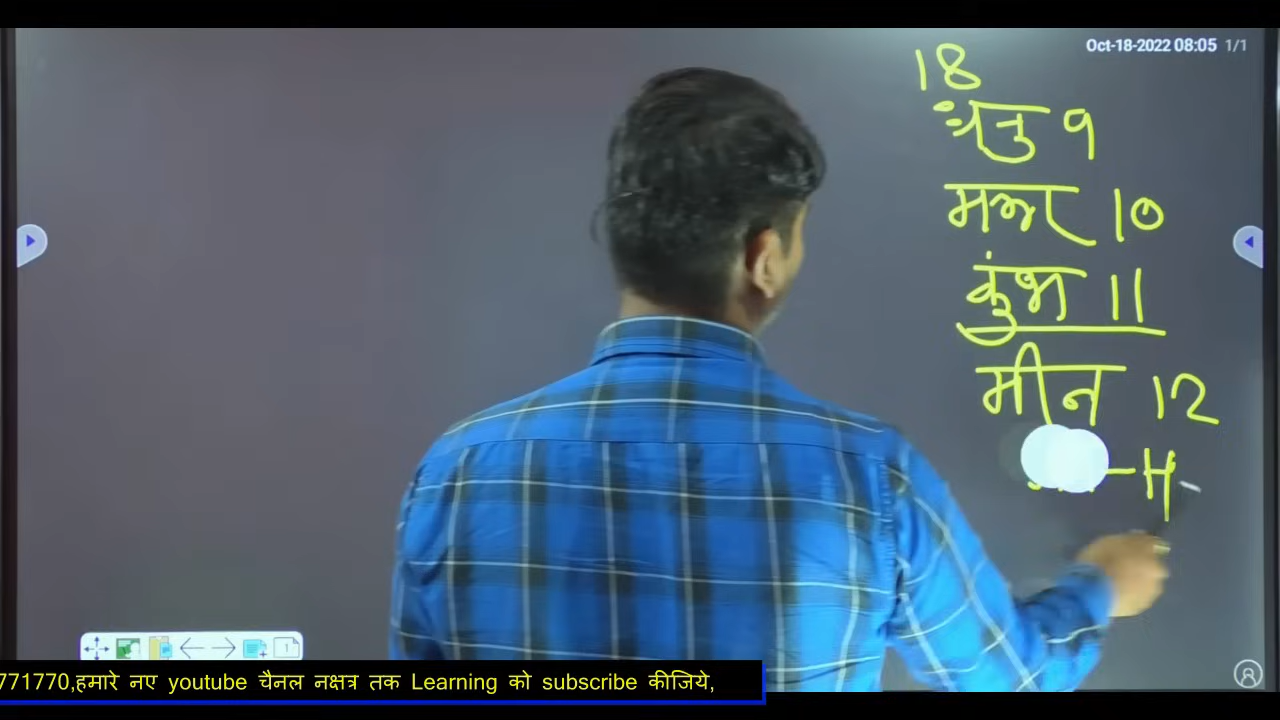 Oct-18-2022 08:05 1/1
18
धनु 9
मकर 10
कुंभ 11
मीन 12
771770,हमारे नए youtube चैनल नक्षत्र तक Learning को subscribe कीजिये,